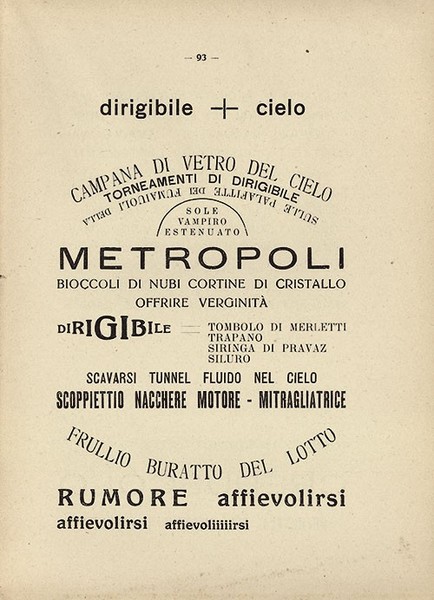 — 93 —
dirigibile + cielo
CAMPANA DI VETRO DEL CIELO
TORNEAMENTI DI DIRIGIBILE
SULLE PALAFITTE DEI FUMAIUOLI DELLA
SOLE
VAMPIRO
ESTENUATO
METROPOLI
BIOCCOLI DI NUBI CORTINE DI CRISTALLO
OFFRIRE VERGINITÀ
DIRIGIBILE = TOMBOLO DI MERLETTI
TRAPANO
SIRINGA DI PRAVAZ
SILURO
SCAVARSI TUNNEL FLUIDO NEL CIELO
SCOPPIETTIO NACCHERE MOTORE - MITRAGLIATRICE
FRULLIO BURATTO DEL LOTTO
RUMORE affievolirsi
affievolirsi affievoliiiiirsi